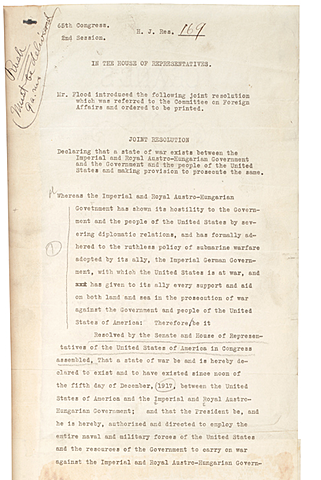 Rush
Must be delivered
9 a.m.
65th Congress.
2nd Session.
H. J. Res. 169
IN THE HOUSE OF REPRESENTATIVES.
Mr. Flood introduced the following joint resolution
which was referred to the Committee on Foreign
Affairs and ordered to be printed.
JOINT RESOLUTION
Declaring that a state of war exists between the
Imperial and Royal Austro-Hungarian Government
and the Government and the people of the United
States and making provision to prosecute the same.
Whereas the Imperial and Royal Austro-Hungarian
Government has shown its hostility to the Govern-
ment and the people of the United States by sev-
ering diplomatic relations, and has formally ad-
hered to the ruthless policy of submarine warfare
adopted by its ally, the Imperial German Govern-
ment, with which the United States is at war, and
has given to its ally every support and aid
on both land and sea in the prosecution of war
against the Government and people of the United
States of America: Therefore/be it
Resolved by the Senate and House of Represen-
tatives of the United States of America in Congress
assembled, That a state of war be and is hereby de-
clared to exist and to have existed since noon of
the fifth day of December, 1917, between the United
States of America and the Imperial and Royal Austro-
Hungarian Government; and that the President be, and
he is hereby, authorized and directed to employ the
entire naval and military forces of the United States
and the resources of the Government to carry on war
against the Imperial and Royal Austro-Hungarian Govern-